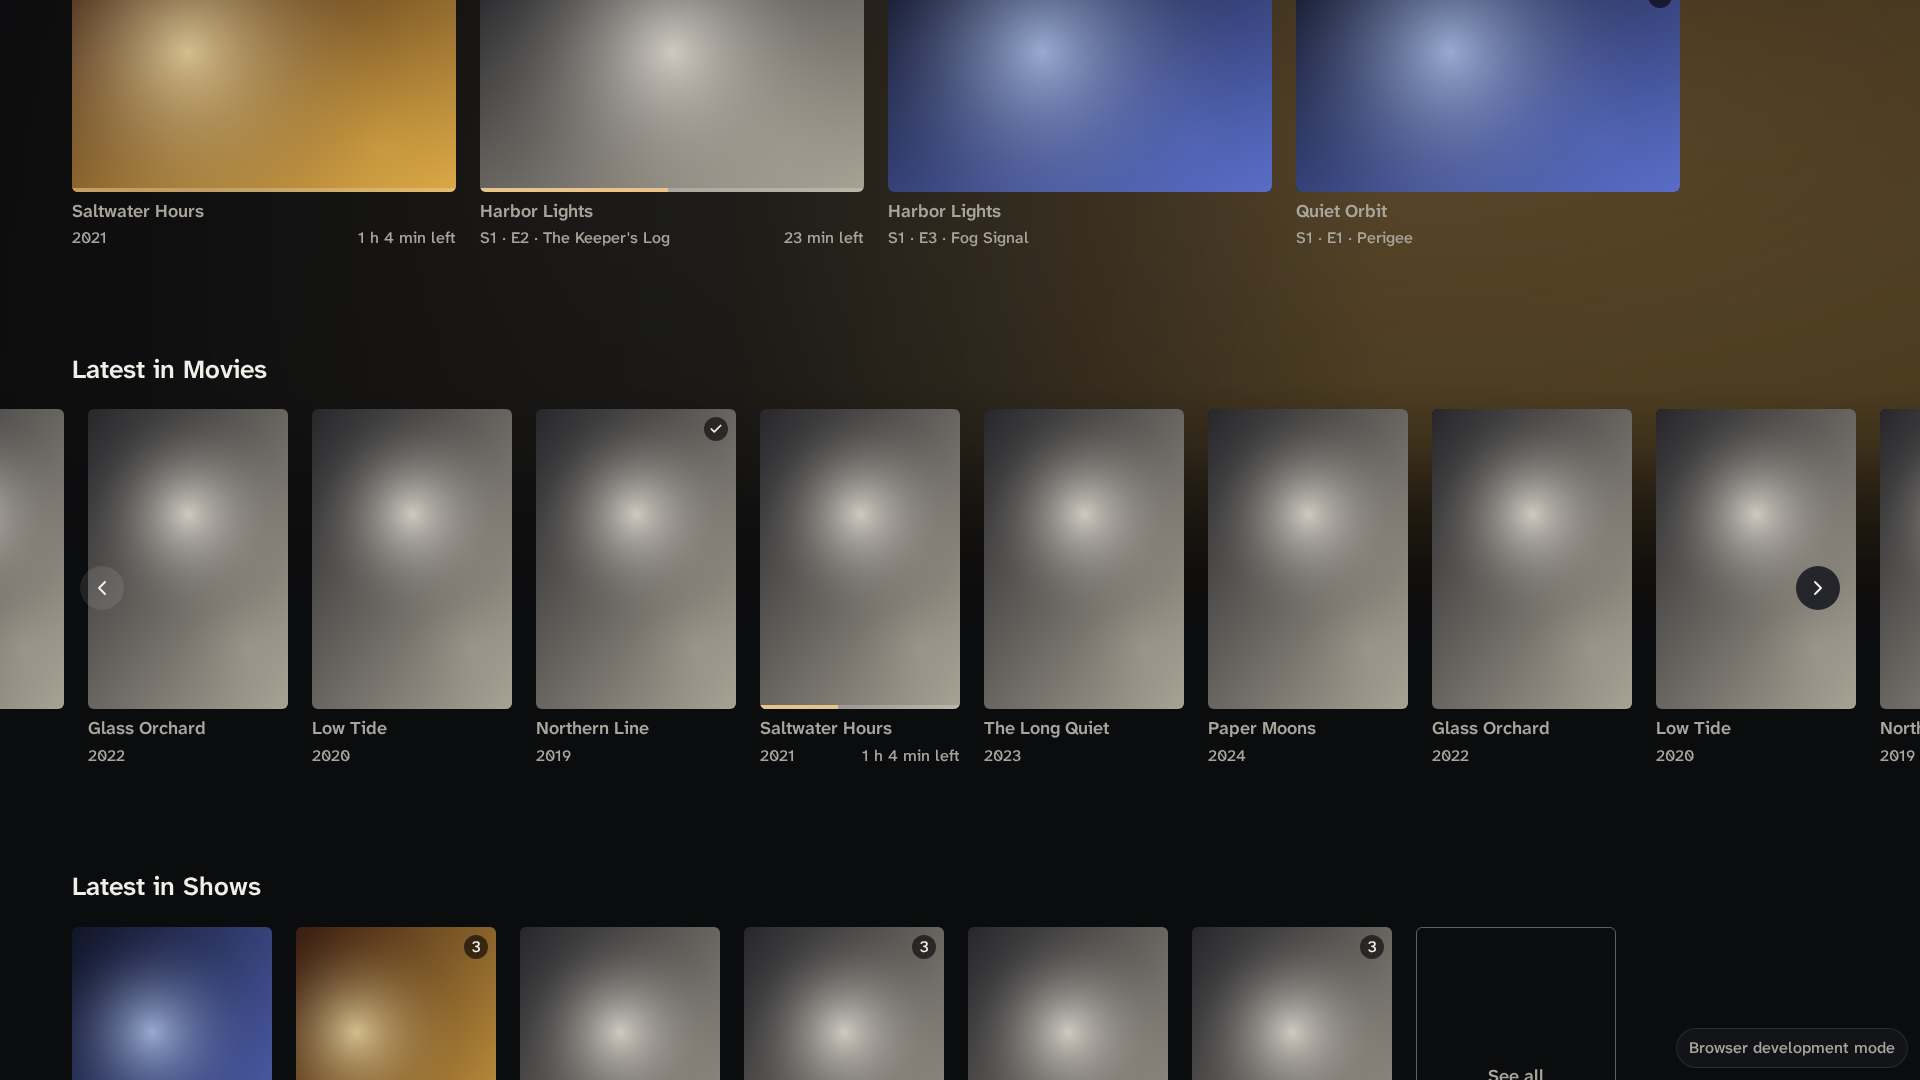 Saltwater Hours
2021 1 h 4 min left
Harbor Lights
S1 · E2 · The Keeper's Log 23 min left
Harbor Lights
S1 · E3 · Fog Signal
Quiet Orbit
S1 · E1 · Perigee
Latest in Movies
Glass Orchard
2022
Low Tide
2020
Northern Line
2019
Saltwater Hours
2021 1 h 4 min left
The Long Quiet
2023
Paper Moons
2024
Glass Orchard
2022
Low Tide
2020
North
2019
Latest in Shows
3
3
3
See all
Browser development mode